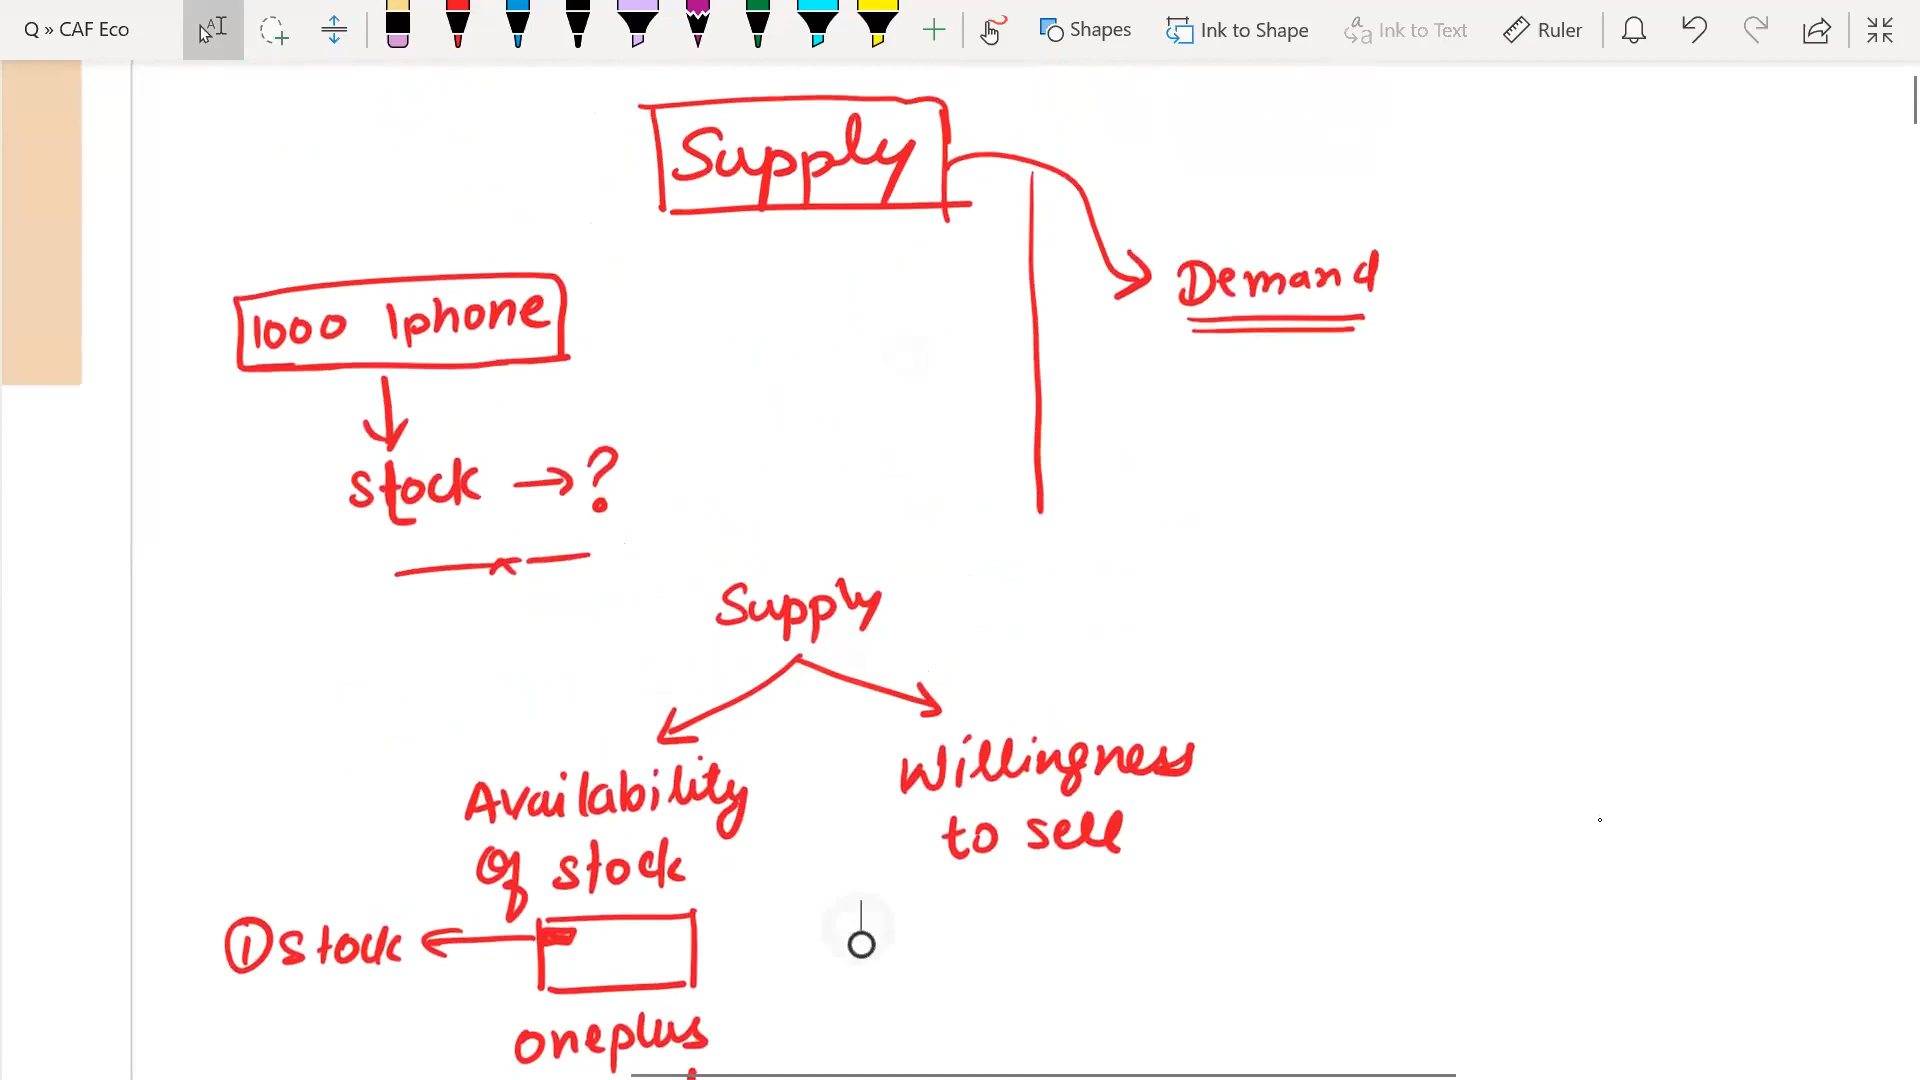 Q » CAF Eco
Shapes
Ink to Shape
Ink to Text
Ruler
Supply
Demand
1000 Iphone
stock → ?
Supply
Availability
of stock
Willingness
to sell
① stock
oneplus